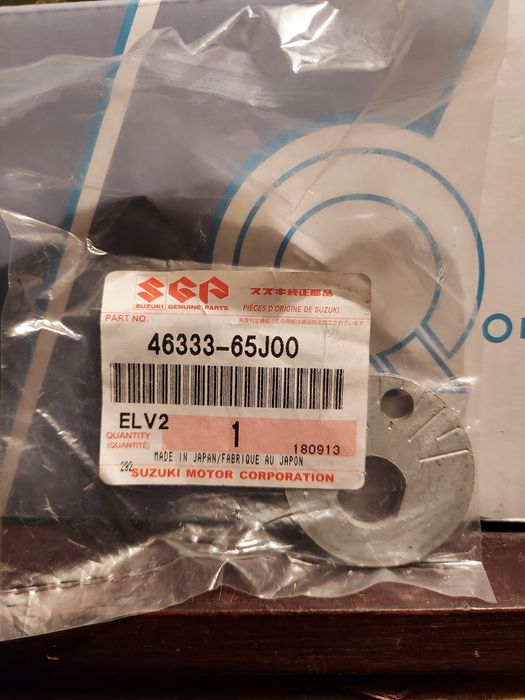 SGP
SUZUKI GENUINE PARTS
スズキ純正部品
PIÈCES D'ORIGINE DE SUZUKI
PART NO.
46333-65J00
ELV2
QUANTITY
(QUANTITÉ)
1
180913
MADE IN JAPAN/FABRIQUE AU JAPON
292
SUZUKI MOTOR CORPORATION